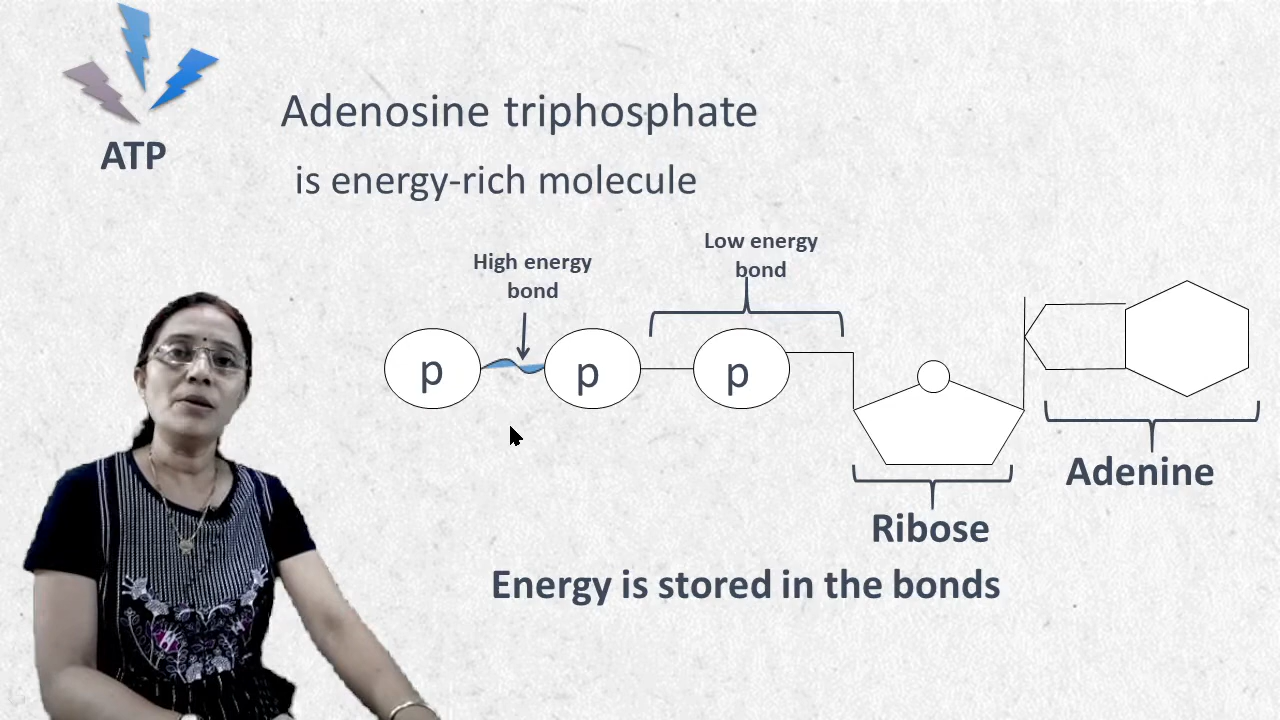 ATP
Adenosine triphosphate
is energy-rich molecule
High energy
bond
Low energy
bond
p
p
p
Adenine
Ribose
Energy is stored in the bonds